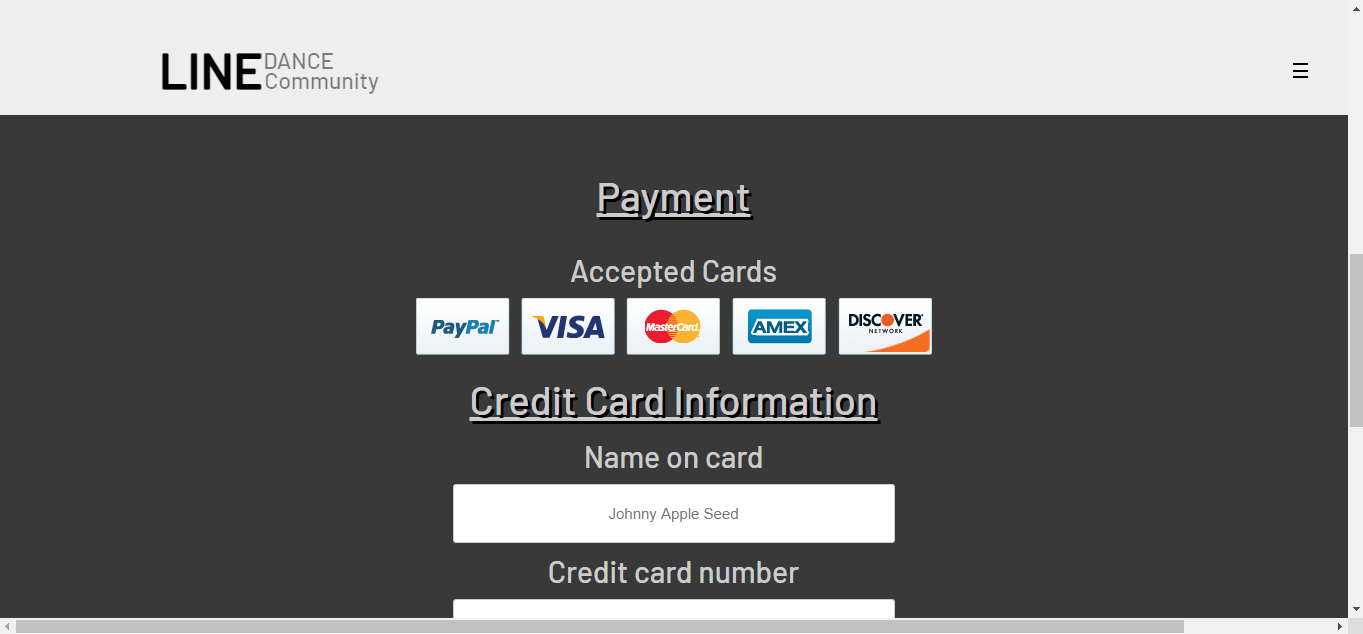 LINE DANCE
Community
Payment
Accepted Cards
PayPal VISA MasterCard AMEX DISCOVER
NETWORK
Credit Card Information
Name on card
Johnny Apple Seed
Credit card number